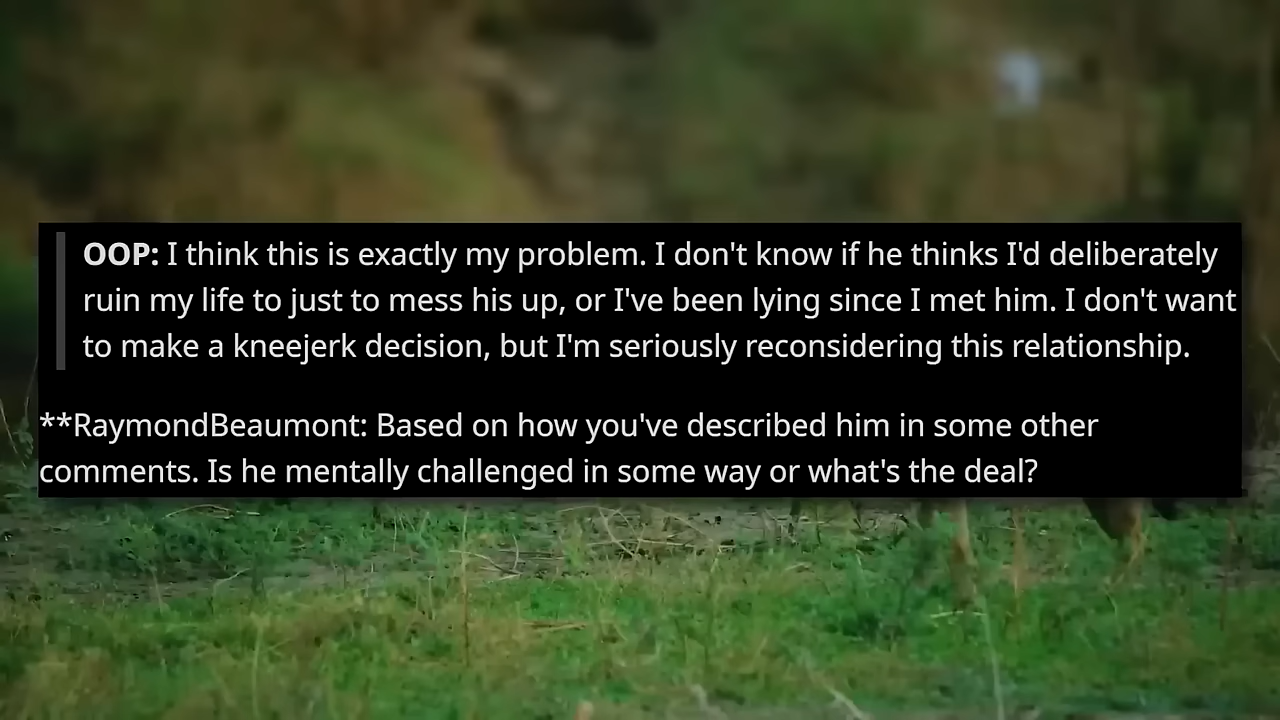 OOP: I think this is exactly my problem. I don't know if he thinks I'd deliberately
ruin my life to just to mess his up, or I've been lying since I met him. I don't want
to make a kneejerk decision, but I'm seriously reconsidering this relationship.
**RaymondBeaumont: Based on how you've described him in some other
comments. Is he mentally challenged in some way or what's the deal?